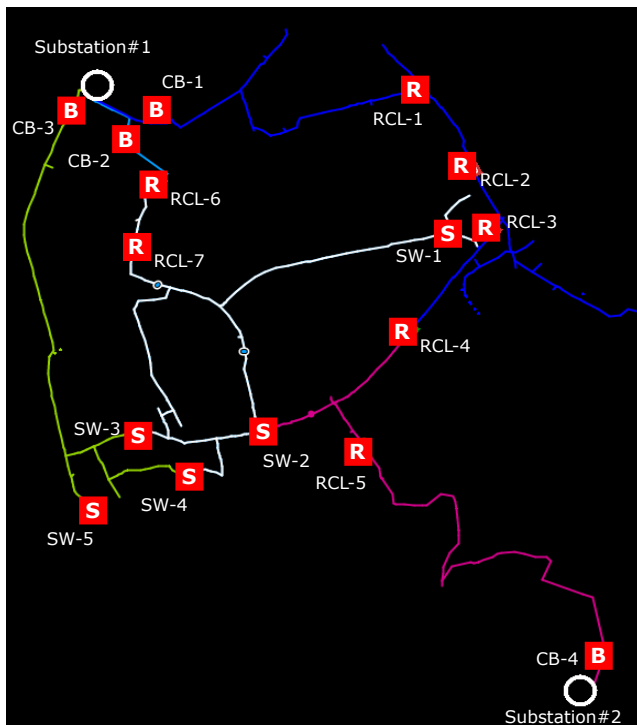 Substation#1
CB-1
B
B
CB-3
R
RCL-1
B
CB-2
R
RCL-2
R
RCL-6
R
RCL-3
S
SW-1
R
RCL-7
R
RCL-4
S
SW-3
S
SW-2
R
RCL-5
S
SW-4
S
SW-5
B
CB-4
Substation#2